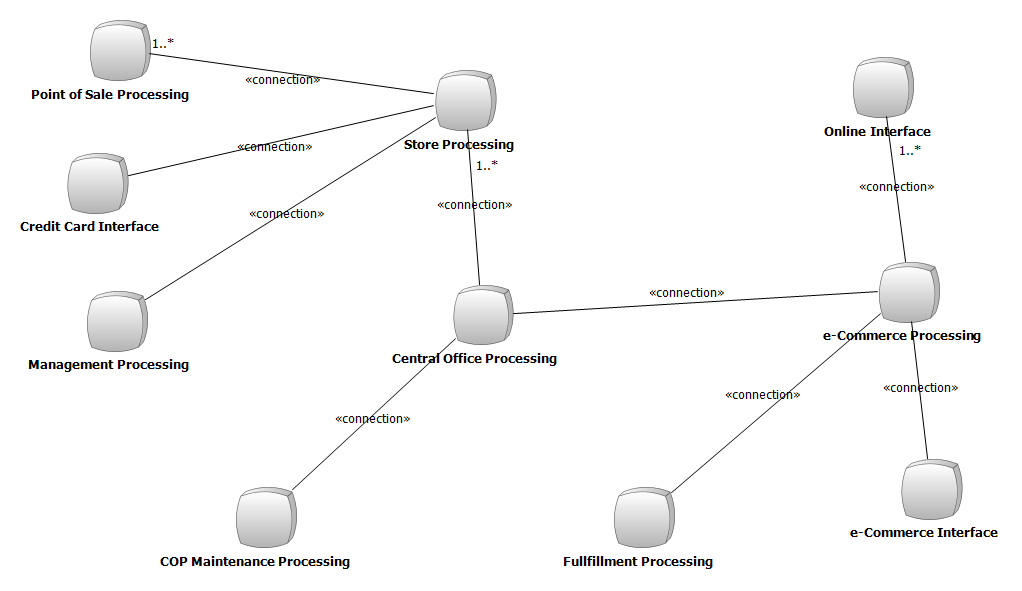 1..*
«connection»
Point of Sale Processing
Online Interface
Store Processing
«connection»
1..*
1..*
«connection»
«connection»
«connection»
Credit Card Interface
«connection»
e-Commerce Processing
Central Office Processing
Management Processing
«connection»
«connection»
«connection»
e-Commerce Interface
COP Maintenance Processing
Fullfillment Processing